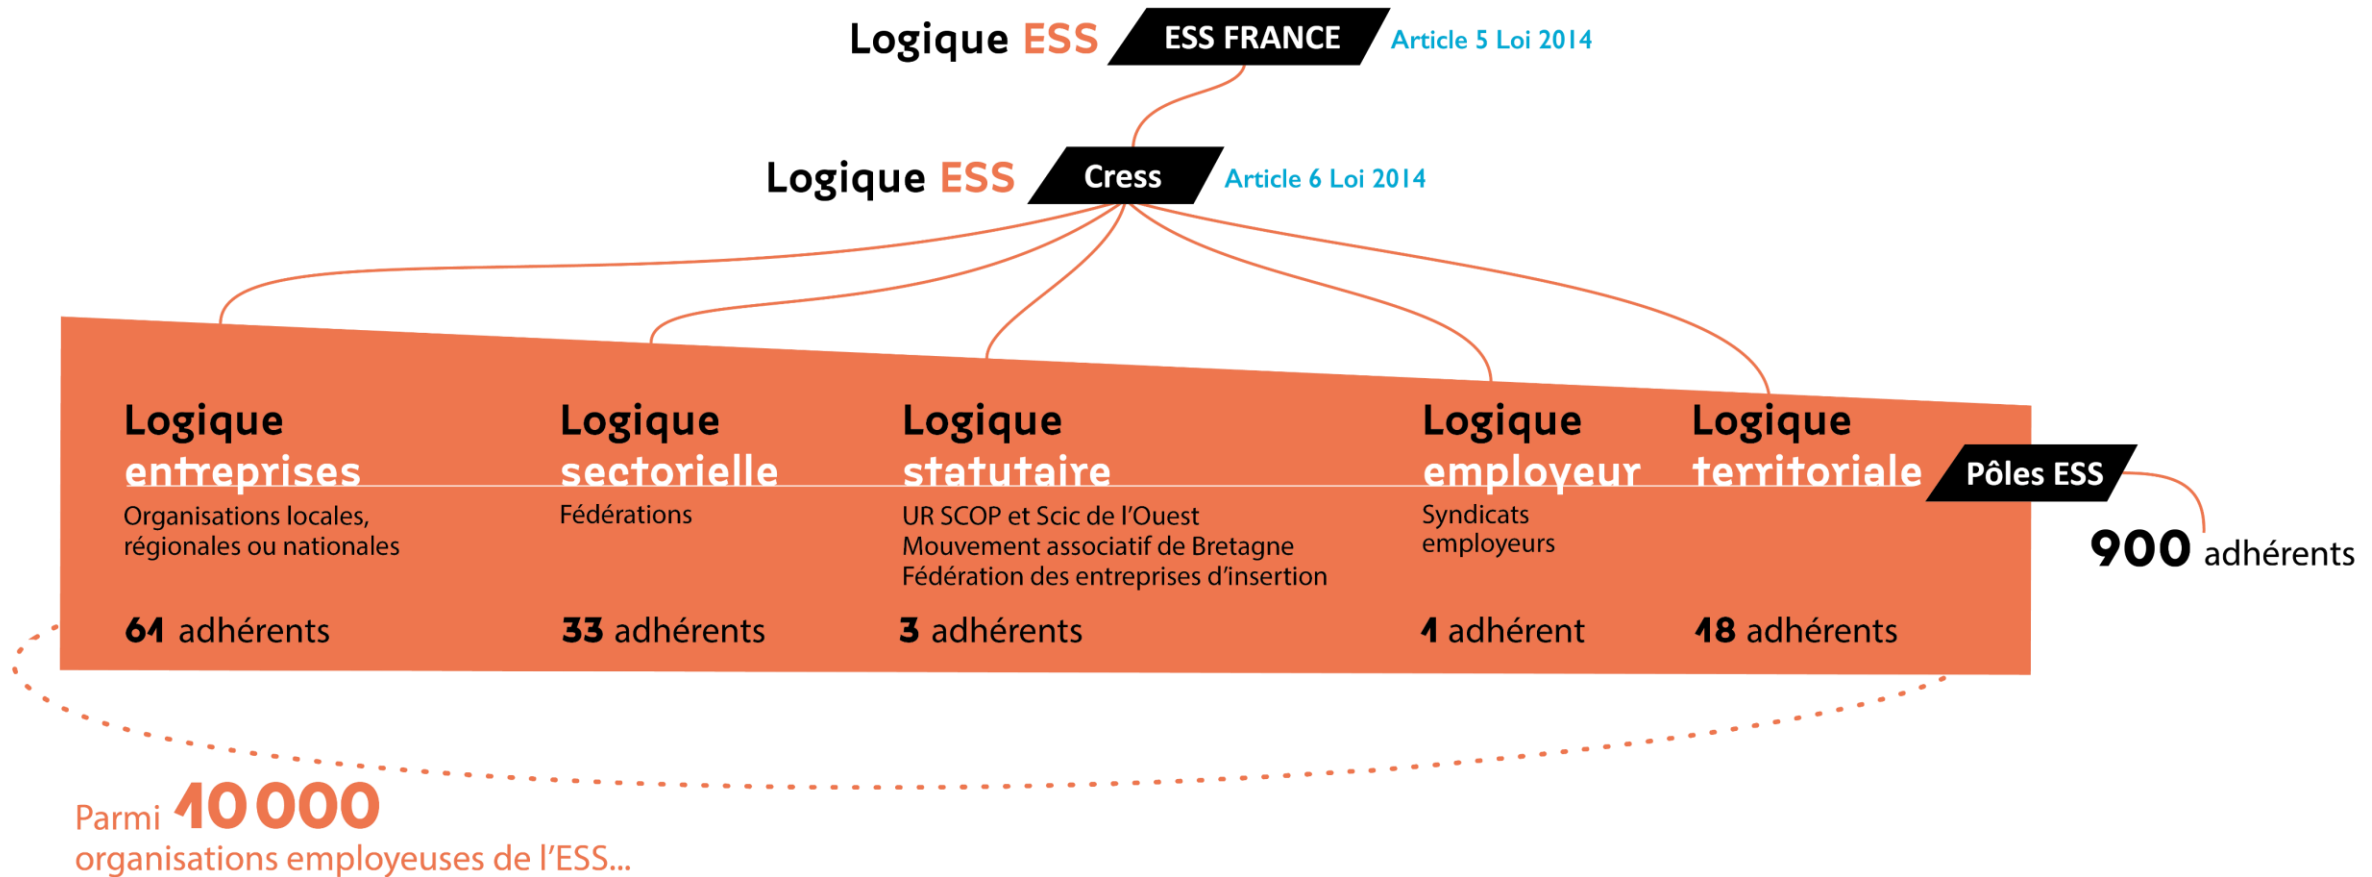 Logique ESS ESS FRANCE Article 5 Loi 2014
Logique ESS Cress Article 6 Loi 2014
Logique
entreprises
Organisations locales,
régionales ou nationales
61 adhérents
Logique
sectorielle
Fédérations
33 adhérents
Logique
statutaire
UR SCOP et Scic de l'Ouest
Mouvement associatif de Bretagne
Fédération des entreprises d'insertion
3 adhérents
Logique
employeur
Syndicats
employeurs
1 adhérent
Logique
territoriale
18 adhérents
Pôles ESS
900 adhérents
Parmi 10 000
organisations employeuses de l'ESS...